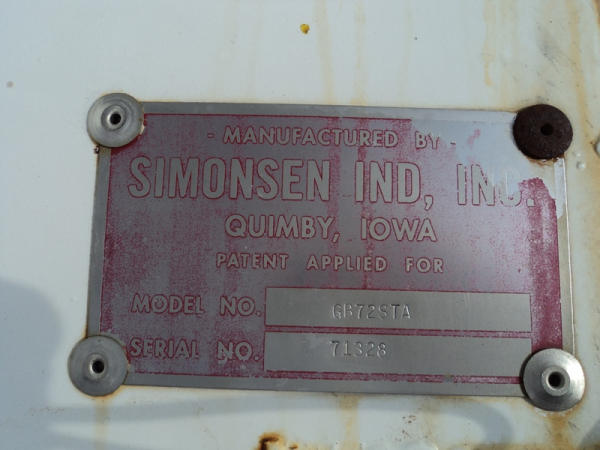 - MANUFACTURED BY -
SIMONSEN IND, INC.
QUIMBY, IOWA
PATENT APPLIED FOR
MODEL NO. GB72STA
SERIAL NO. 71328